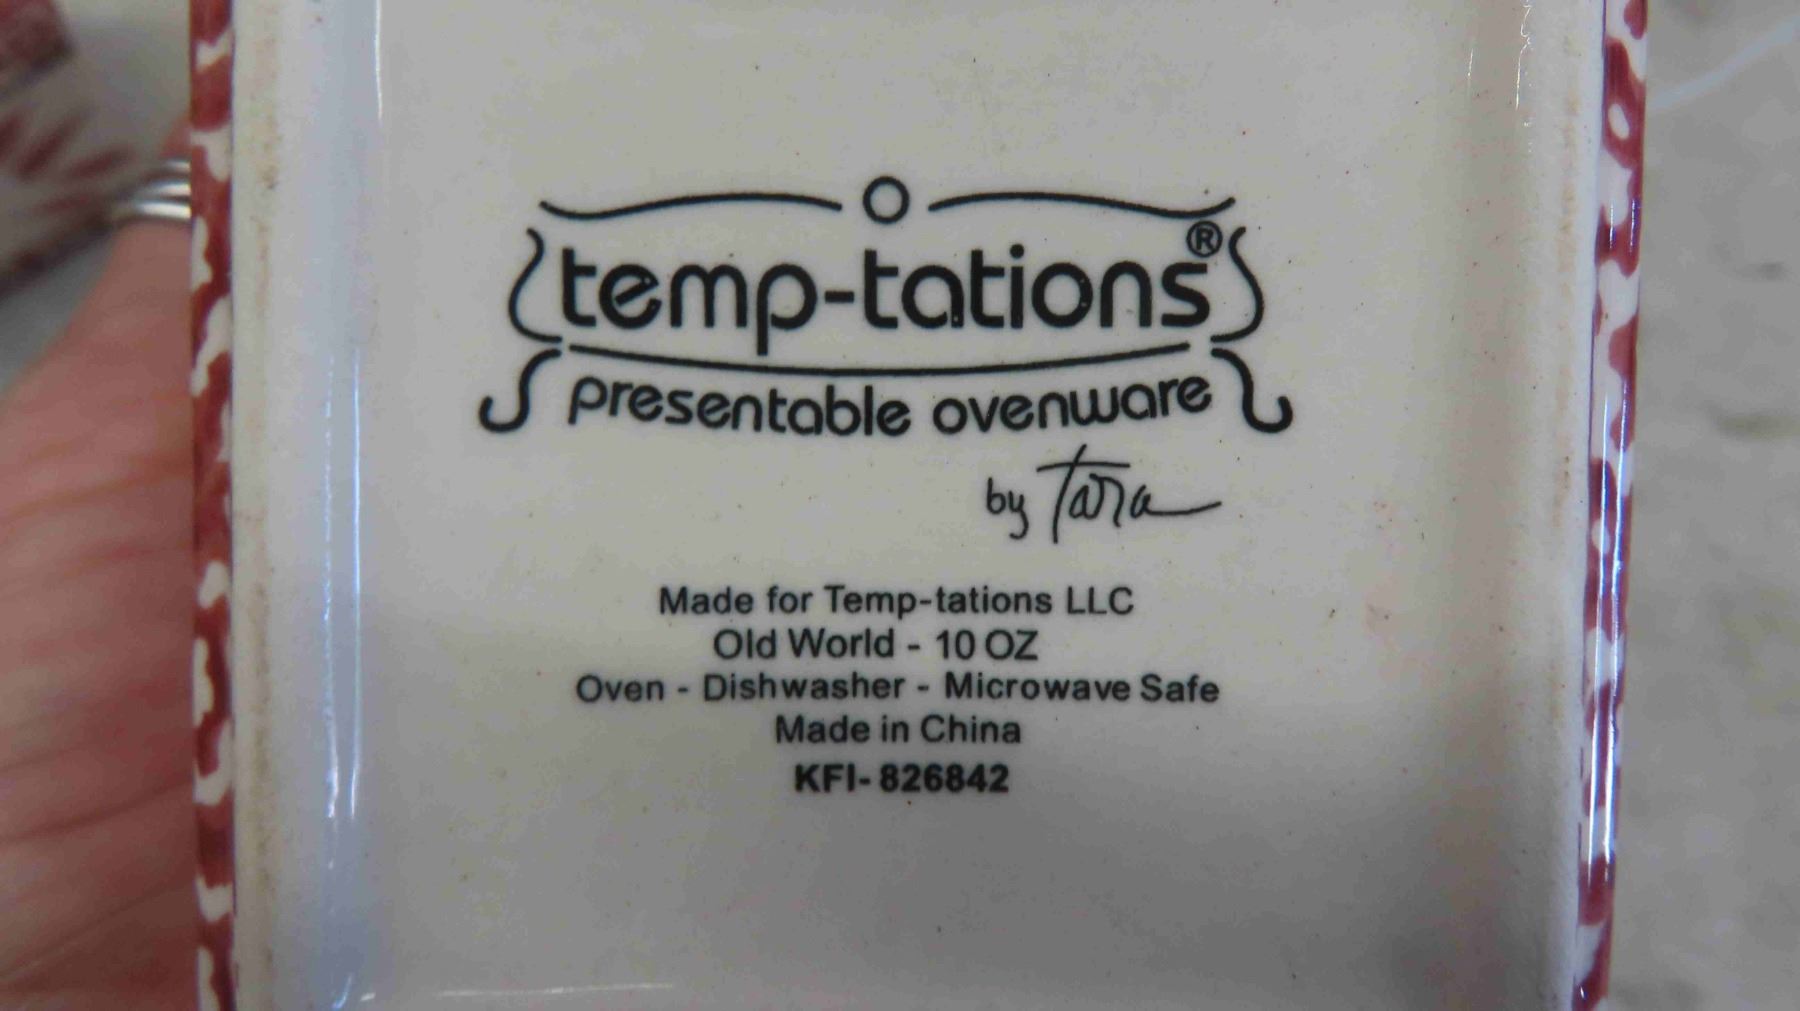 temp-tations®
presentable ovenware
by Tara
Made for Temp-tations LLC
Old World - 10 OZ
Oven - Dishwasher - Microwave Safe
Made in China
KFI- 826842